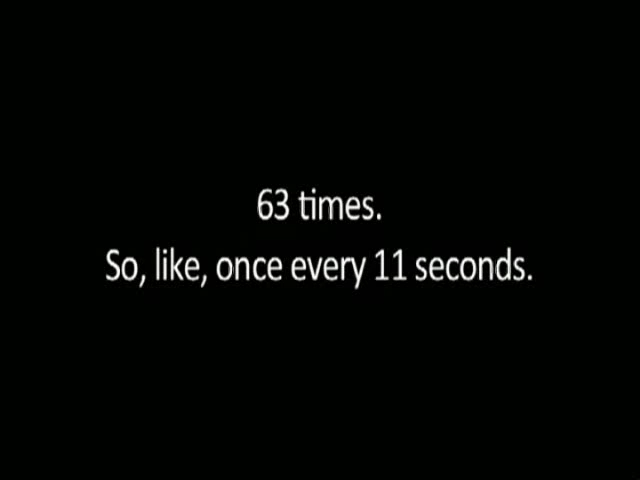 63 times.
So, like, once every 11 seconds.